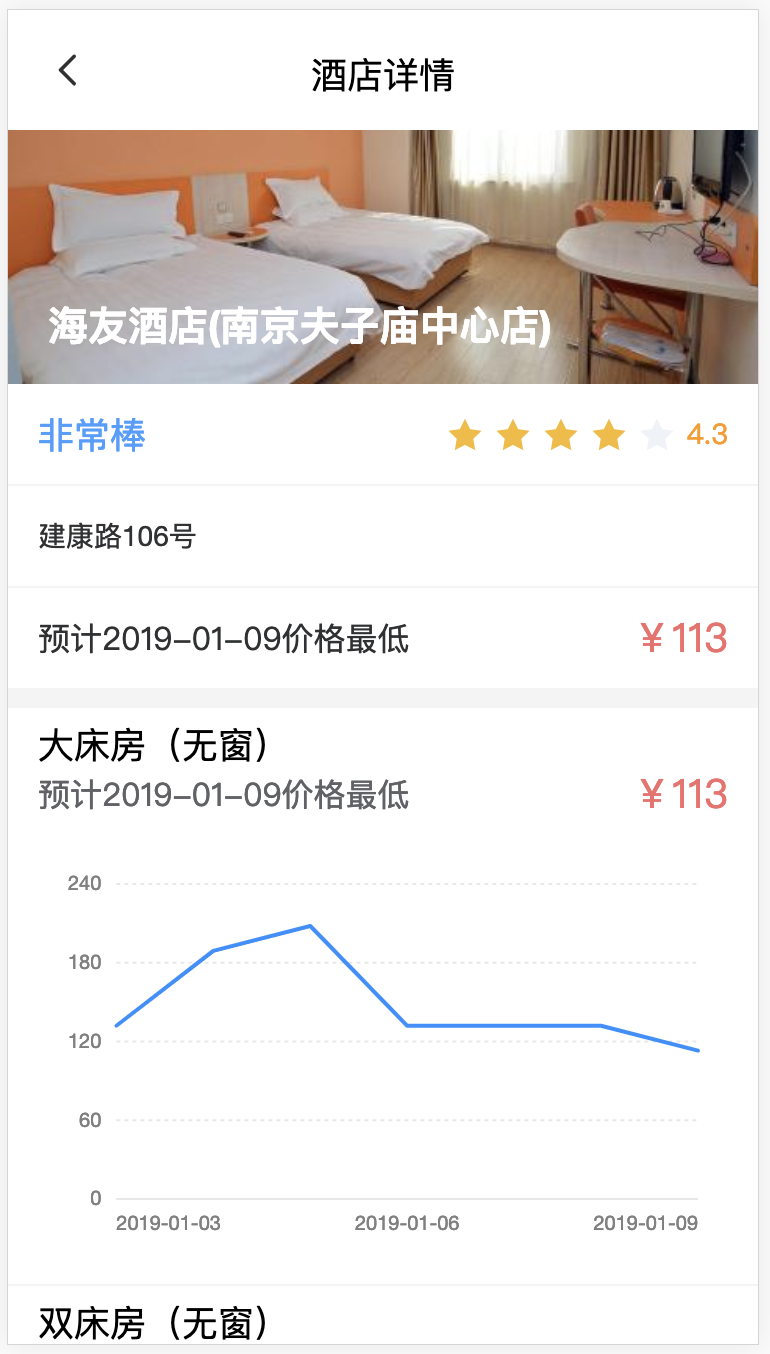 酒店详情
海友酒店(南京夫子庙中心店)
非常棒 4.3
建康路106号
预计2019-01-09价格最低 ¥ 113
大床房（无窗）
预计2019-01-09价格最低 ¥ 113
240
180
120
60
0
2019-01-03 2019-01-06 2019-01-09
双床房（无窗）